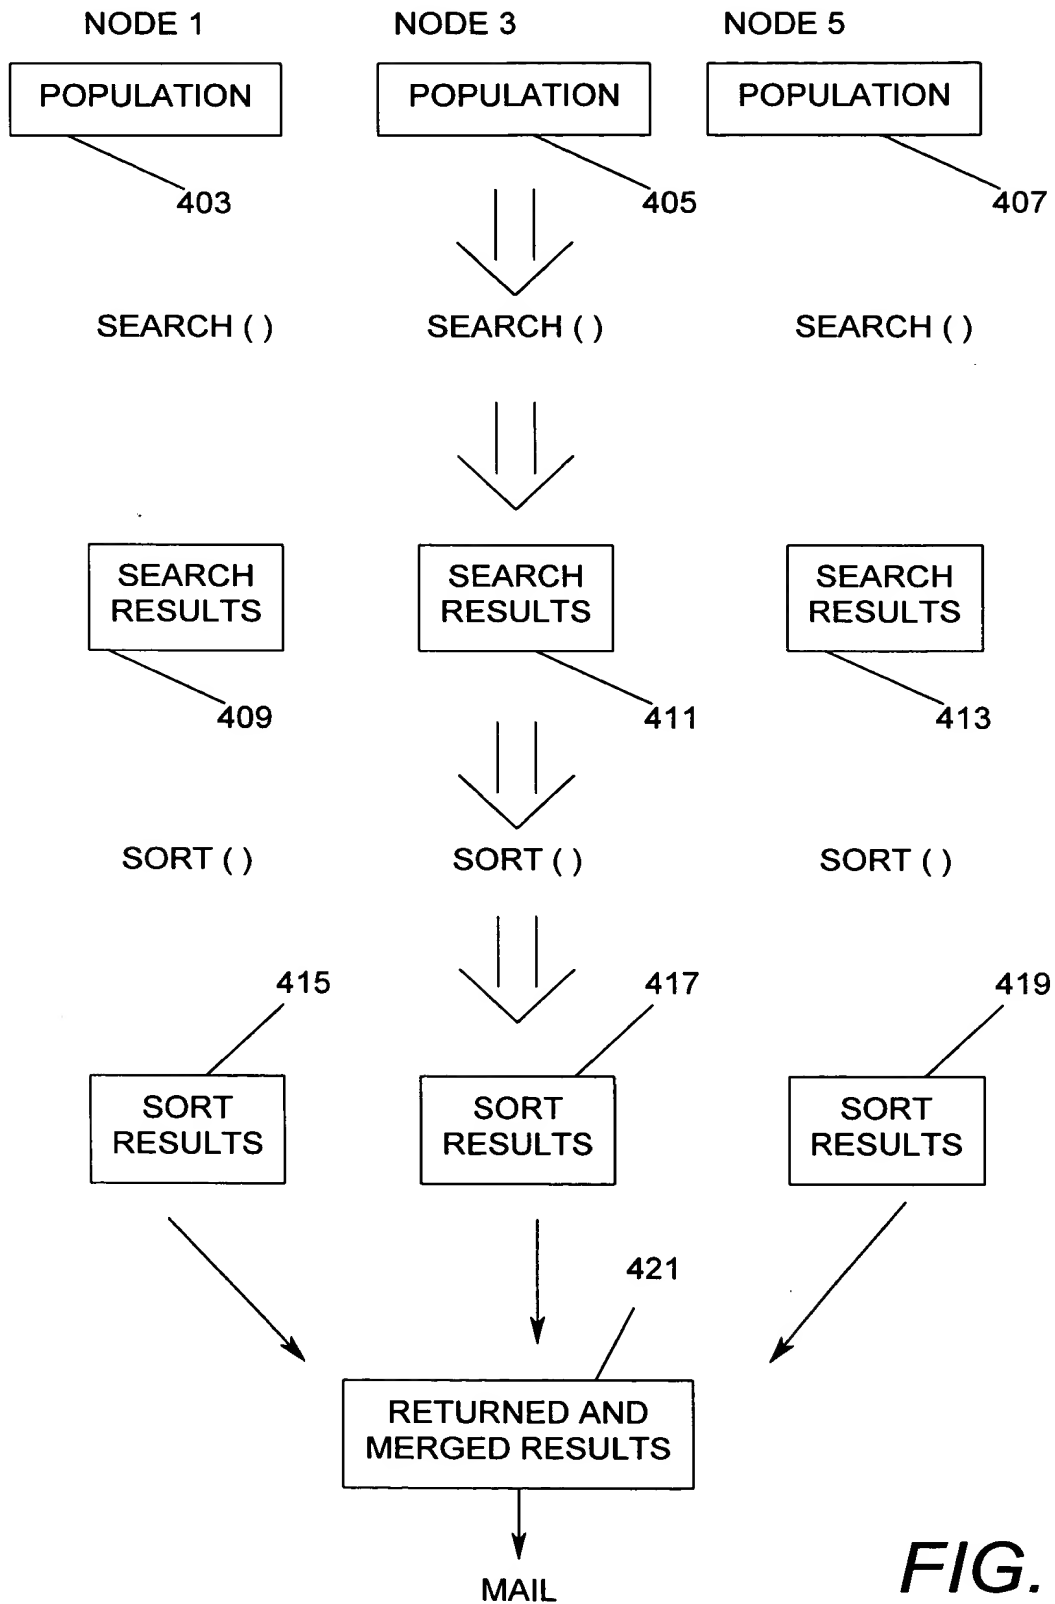 NODE 1 NODE 3 NODE 5
POPULATION POPULATION POPULATION
403 405 407
SEARCH ( ) SEARCH ( ) SEARCH ( )
SEARCH RESULTS SEARCH RESULTS SEARCH RESULTS
409 411 413
SORT ( ) SORT ( ) SORT ( )
415 417 419
SORT RESULTS SORT RESULTS SORT RESULTS
421
RETURNED AND
MERGED RESULTS
MAIL
FIG.